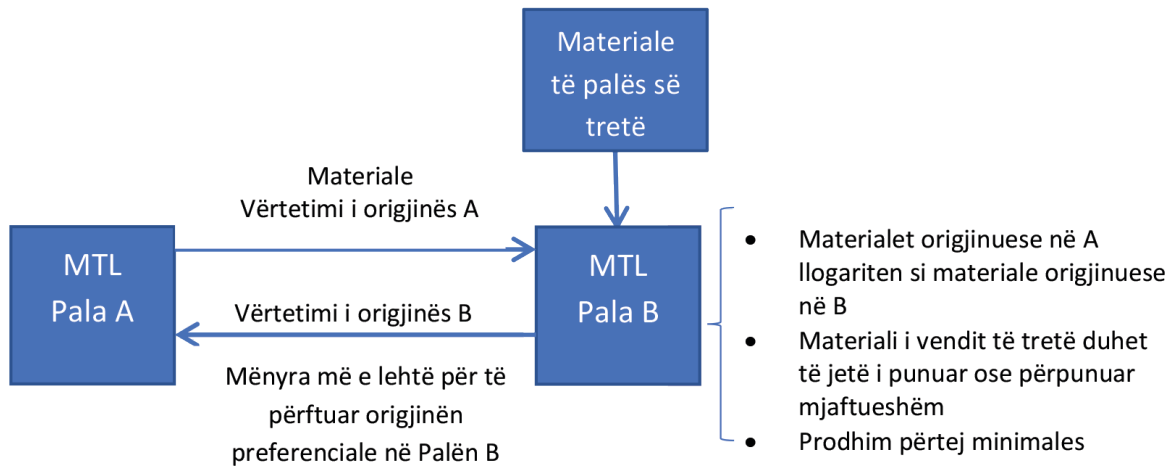 Materiale
të palës së
tretë
Materiale
Vërtetimi i origjinës A
MTL
Pala A
MTL
Pala B
Vërtetimi i origjinës B
Mënyra më e lehtë për të
përftuar origjinën
preferenciale në Palën B
• Materialet origjinuese në A
llogariten si materiale origjinuese
në B
• Materiali i vendit të tretë duhet
të jetë i punuar ose përpunuar
mjaftueshëm
• Prodhim përtej minimales